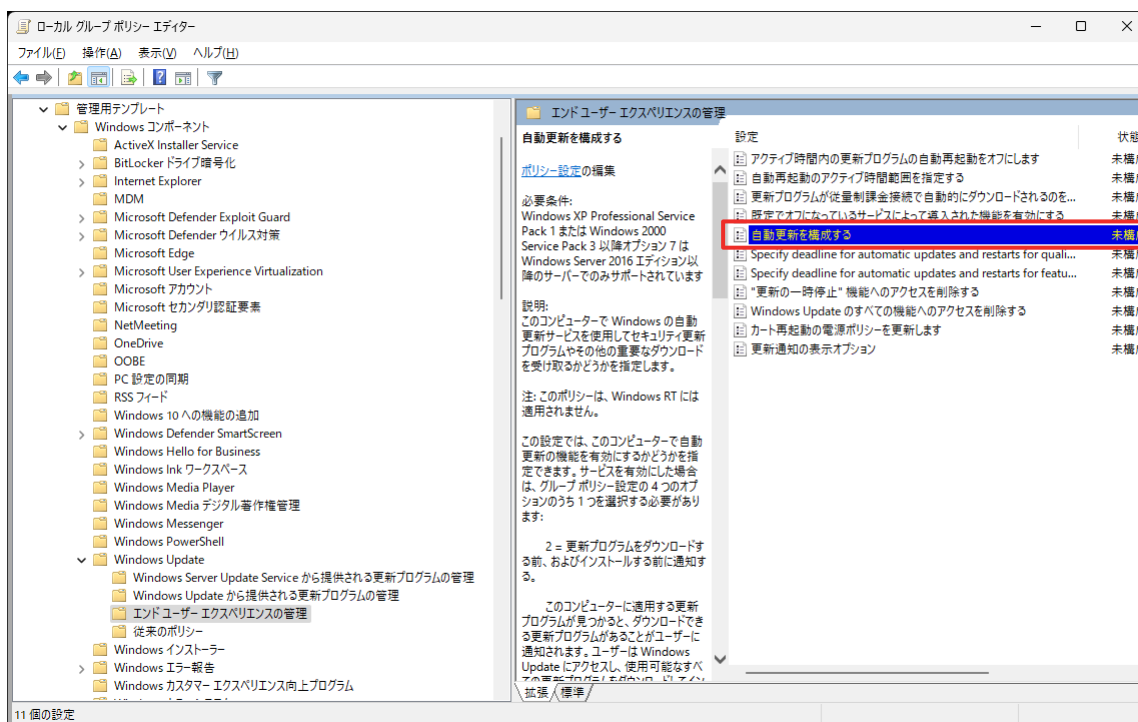 ローカル グループ ポリシー エディター
ファイル(F) 操作(A) 表示(V) ヘルプ(H)
管理用テンプレート
Windows コンポーネント
ActiveX Installer Service
BitLocker ドライブ暗号化
Internet Explorer
MDM
Microsoft Defender Exploit Guard
Microsoft Defender ウイルス対策
Microsoft Edge
Microsoft User Experience Virtualization
Microsoft アカウント
Microsoft セカンダリ認証要素
NetMeeting
OneDrive
OOBE
PC 設定の同期
RSS フィード
Windows 10 への機能の追加
Windows Defender SmartScreen
Windows Hello for Business
Windows Ink ワークスペース
Windows Media Player
Windows Media デジタル著作権管理
Windows Messenger
Windows PowerShell
Windows Update
Windows Server Update Service から提供される更新プログラムの管理
Windows Update から提供される更新プログラムの管理
エンド ユーザー エクスペリエンスの管理
従来のポリシー
Windows インストーラー
Windows エラー報告
Windows カスタマー エクスペリエンス向上プログラム
エンド ユーザー エクスペリエンスの管理
自動更新を構成する
ポリシー設定の編集
必要条件:
Windows XP Professional Service
Pack 1 または Windows 2000
Service Pack 3 以降オプション 7 は
Windows Server 2016 エディション以
降のサーバーでのみサポートされています
説明:
このコンピューターで Windows の自動
更新サービスを使用してセキュリティ更新
プログラムやその他の重要なダウンロード
を受け取るかどうかを指定します。
注: このポリシーは、Windows RT には
適用されません。
この設定では、このコンピューターで自動
更新の機能を有効にするかどうかを指
定できます。サービスを有効にした場合
は、グループ ポリシー設定の 4 つのオプ
ションのうち 1 つを選択する必要があり
ます:
2 = 更新プログラムをダウンロードす
る前、およびインストールする前に通知す
る。
このコンピューターに適用する更新
プログラムが見つかると、ダウンロードでき
る更新プログラムがあることがユーザーに
通知されます。ユーザーは Windows
Update にアクセスし、使用可能なすべ
ての更新プログラムをダウンロードしてイン
設定 状態
アクティブ時間内の更新プログラムの自動再起動をオフにします 未構
自動再起動のアクティブ時間範囲を指定する 未構
更新プログラムが従量制課金接続で自動的にダウンロードされるのを... 未構
既定でオフになっているサービスによって導入された機能を有効にする 未構
自動更新を構成する 未構
Specify deadline for automatic updates and restarts for quali... 未構
Specify deadline for automatic updates and restarts for featu... 未構
"更新の一時停止" 機能へのアクセスを削除する 未構
Windows Update のすべての機能へのアクセスを削除する 未構
カート再起動の電源ポリシーを更新します 未構
更新通知の表示オプション 未構
拡張 標準
11 個の設定